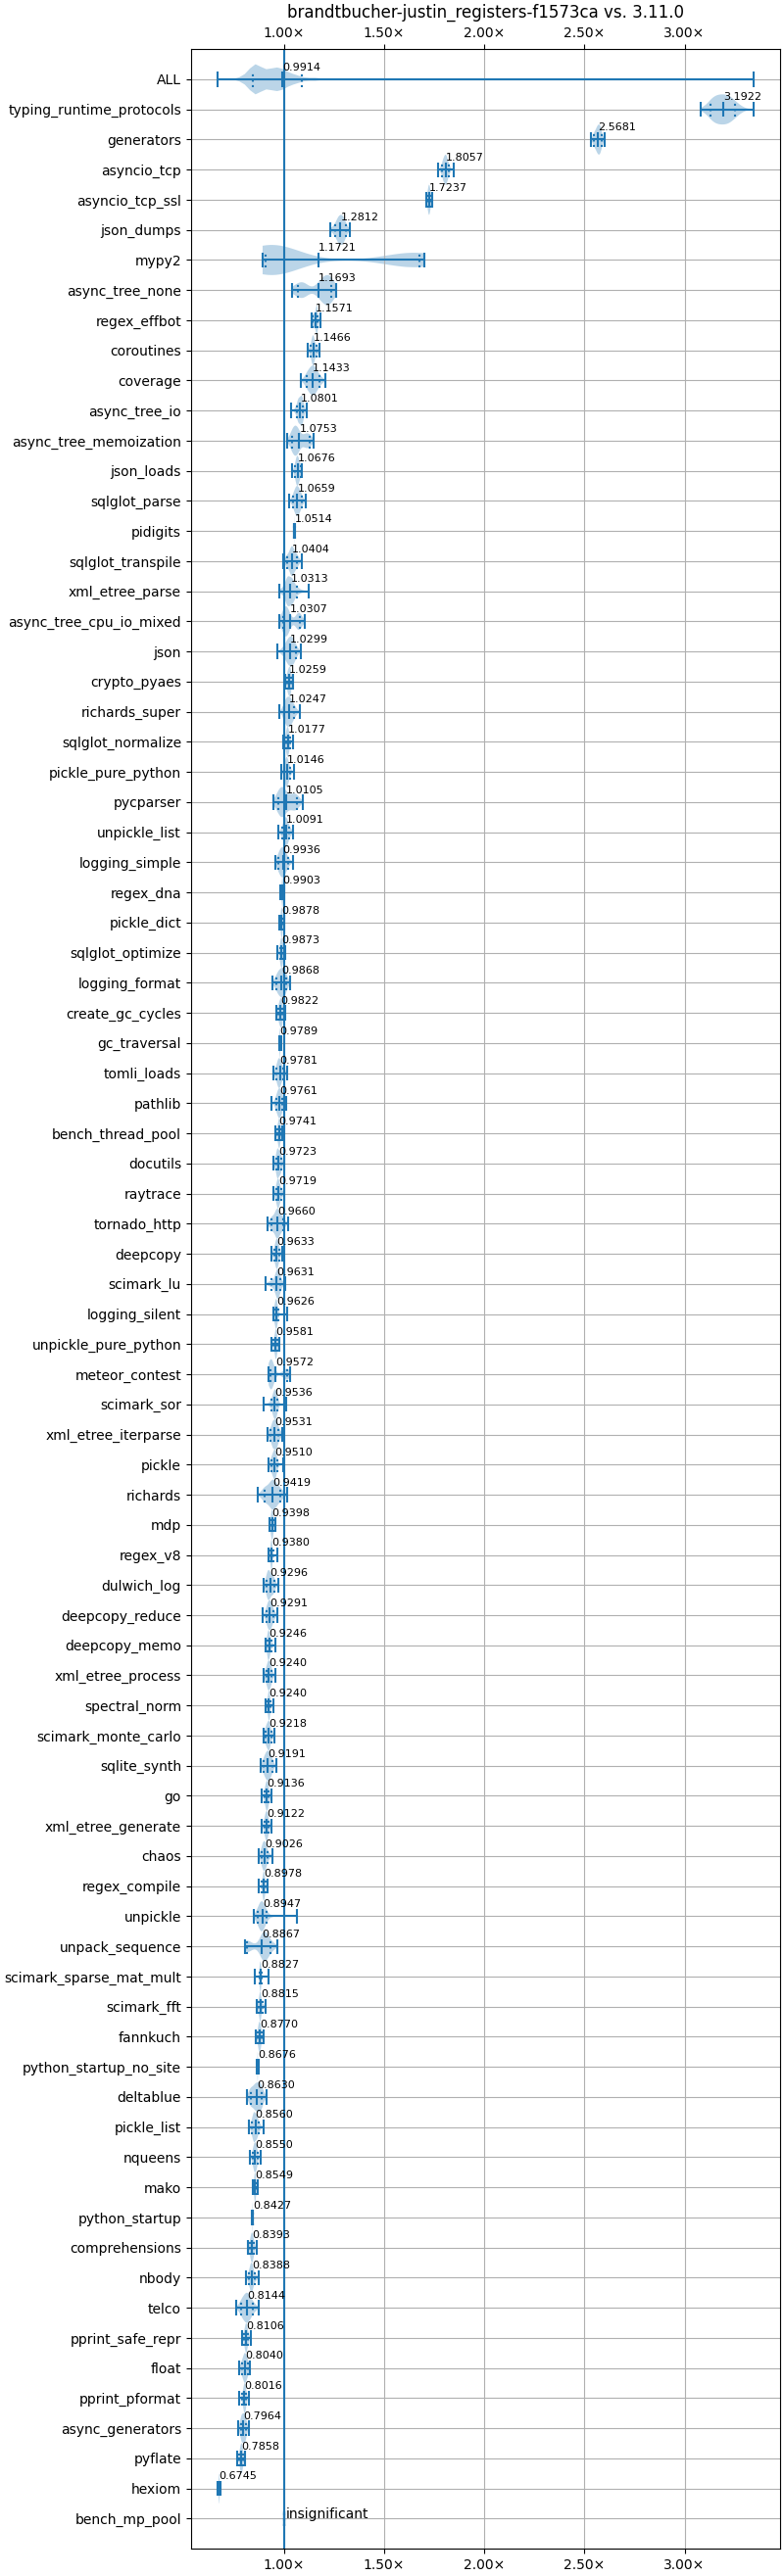 brandtbucher-justin_registers-f1573ca vs. 3.11.0
1.00× 1.50× 2.00× 2.50× 3.00×
ALL 0.9914
typing_runtime_protocols 3.1922
generators 2.5681
asyncio_tcp 1.8057
asyncio_tcp_ssl 1.7237
json_dumps 1.2812
mypy2 1.1721
async_tree_none 1.1693
regex_effbot 1.1571
coroutines 1.1466
coverage 1.1433
async_tree_io 1.0801
async_tree_memoization 1.0753
json_loads 1.0676
sqlglot_parse 1.0659
pidigits 1.0514
sqlglot_transpile 1.0404
xml_etree_parse 1.0313
async_tree_cpu_io_mixed 1.0307
json 1.0299
crypto_pyaes 1.0259
richards_super 1.0247
sqlglot_normalize 1.0177
pickle_pure_python 1.0146
pycparser 1.0105
unpickle_list 1.0091
logging_simple 0.9936
regex_dna 0.9903
pickle_dict 0.9878
sqlglot_optimize 0.9873
logging_format 0.9868
create_gc_cycles 0.9822
gc_traversal 0.9789
tomli_loads 0.9781
pathlib 0.9761
bench_thread_pool 0.9741
docutils 0.9723
raytrace 0.9719
tornado_http 0.9660
deepcopy 0.9633
scimark_lu 0.9631
logging_silent 0.9626
unpickle_pure_python 0.9581
meteor_contest 0.9572
scimark_sor 0.9536
xml_etree_iterparse 0.9531
pickle 0.9510
richards 0.9419
mdp 0.9398
regex_v8 0.9380
dulwich_log 0.9296
deepcopy_reduce 0.9291
deepcopy_memo 0.9246
xml_etree_process 0.9240
spectral_norm 0.9240
scimark_monte_carlo 0.9218
sqlite_synth 0.9191
go 0.9136
xml_etree_generate 0.9122
chaos 0.9026
regex_compile 0.8978
unpickle 0.8947
unpack_sequence 0.8867
scimark_sparse_mat_mult 0.8827
scimark_fft 0.8815
fannkuch 0.8770
python_startup_no_site 0.8676
deltablue 0.8630
pickle_list 0.8560
nqueens 0.8550
mako 0.8549
python_startup 0.8427
comprehensions 0.8393
nbody 0.8388
telco 0.8144
pprint_safe_repr 0.8106
float 0.8040
pprint_pformat 0.8016
async_generators 0.7964
pyflate 0.7858
hexiom 0.6745
bench_mp_pool insignificant
1.00× 1.50× 2.00× 2.50× 3.00×